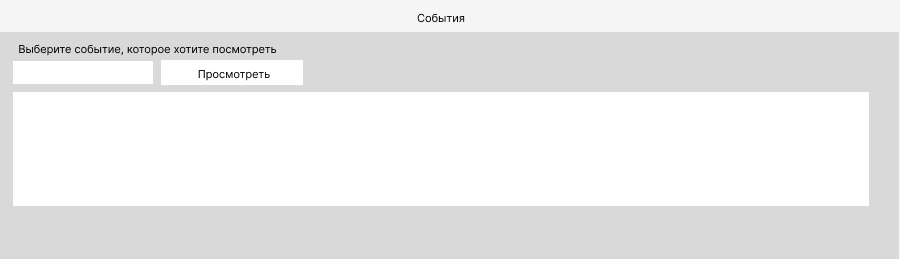 События
Выберите событие, которое хотите посмотреть
Просмотреть